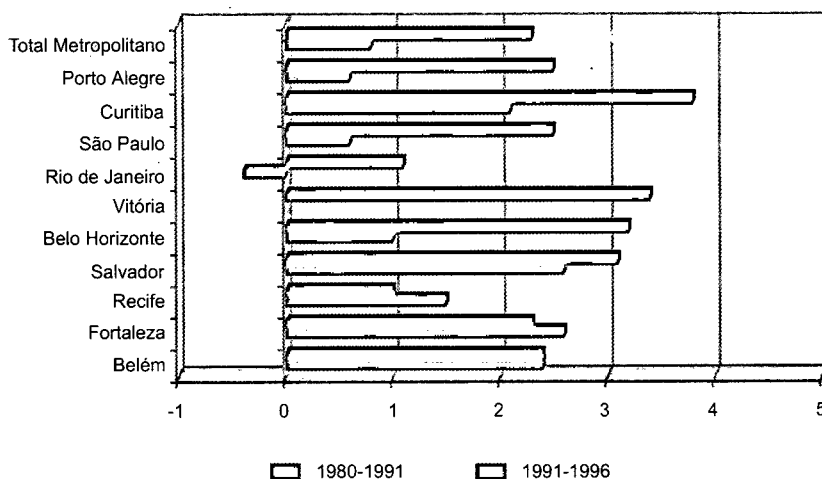 Total Metropolitano
Porto Alegre
Curitiba
São Paulo
Rio de Janeiro
Vitória
Belo Horizonte
Salvador
Recife
Fortaleza
Belém
-1 0 1 2 3 4 5
1980-1991 1991-1996